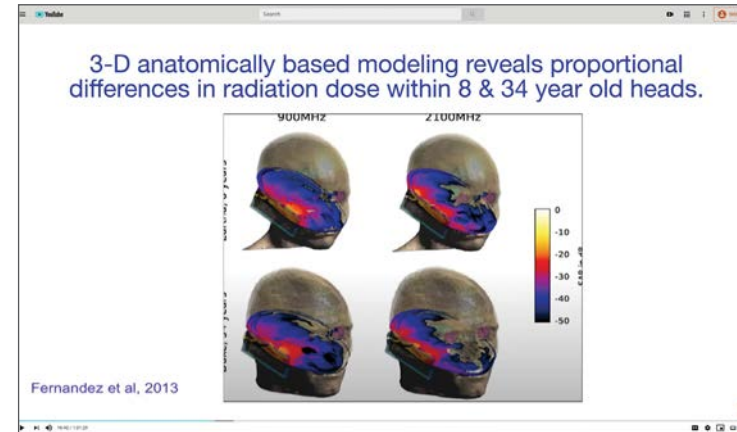 YouTube
Search
3-D anatomically based modeling reveals proportional
differences in radiation dose within 8 & 34 year old heads.
900MHz
2100MHz
0
-10
-20
-30
-40
-50
Fernandez et al, 2013